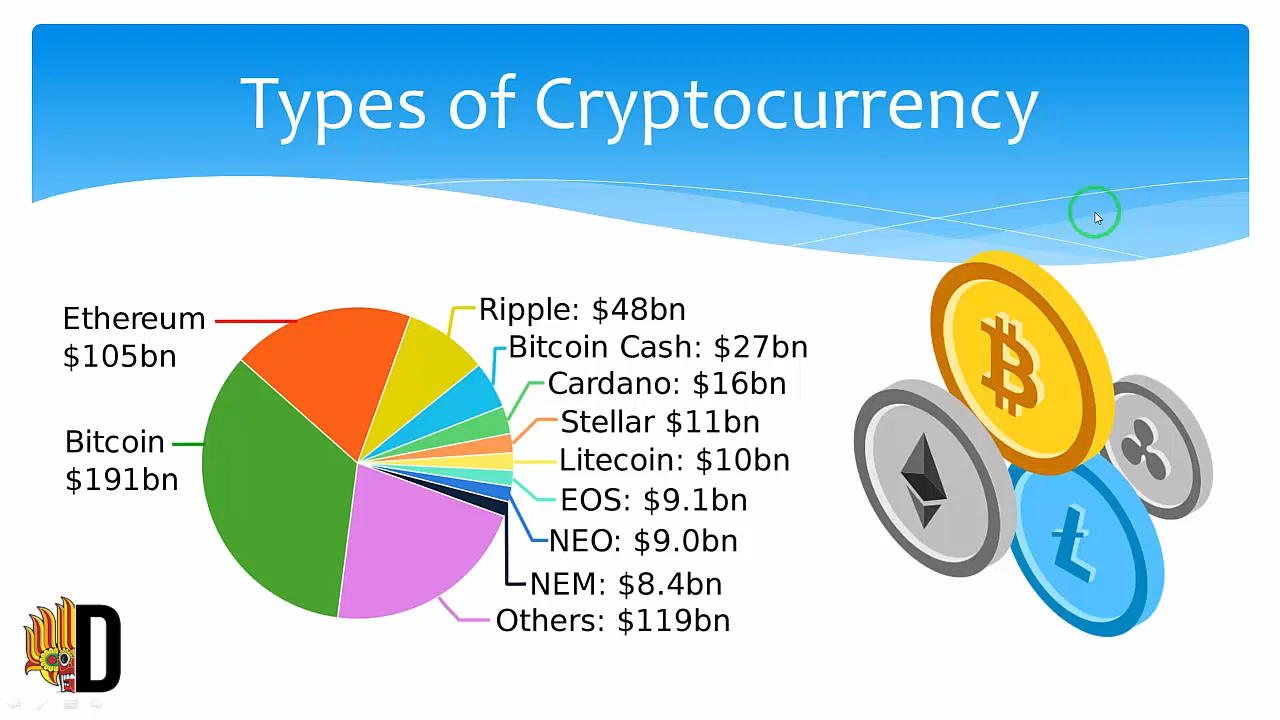 Types of Cryptocurrency
Ethereum
$105bn
Bitcoin
$191bn
Ripple: $48bn
Bitcoin Cash: $27bn
Cardano: $16bn
Stellar $11bn
Litecoin: $10bn
EOS: $9.1bn
NEO: $9.0bn
NEM: $8.4bn
Others: $119bn
D